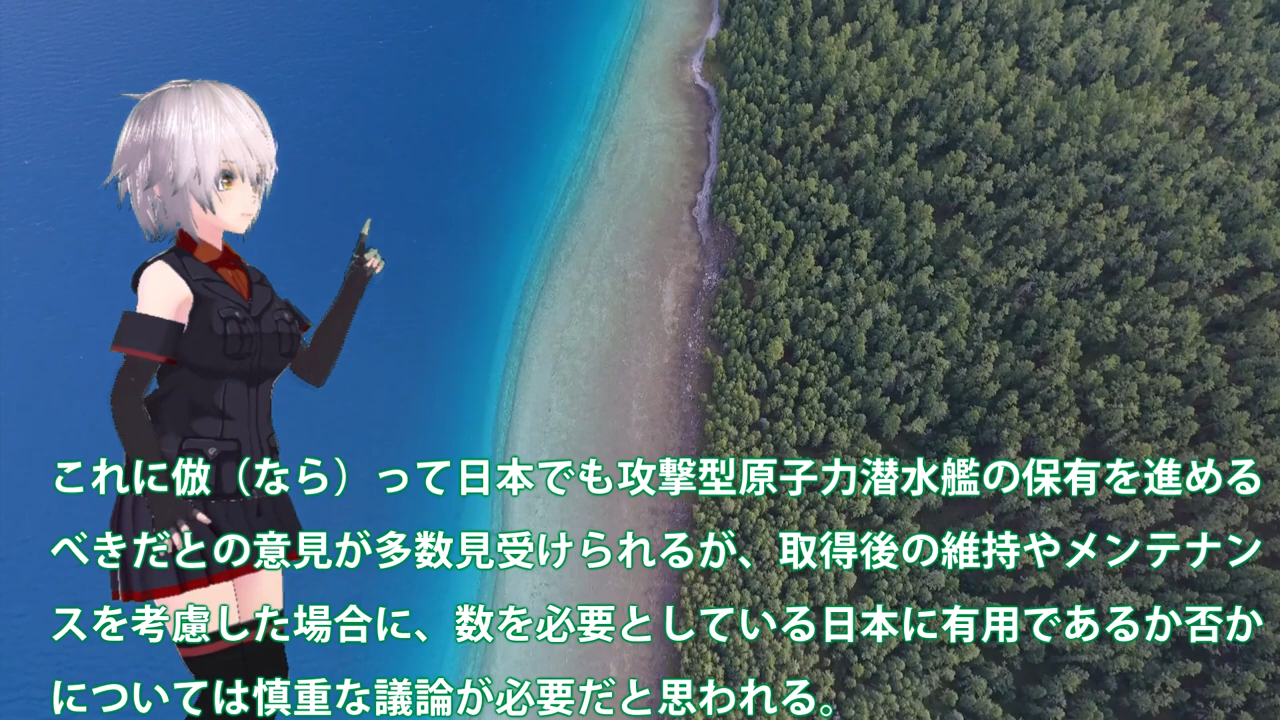 これに倣（なら）って日本でも攻撃型原子力潜水艦の保有を進める
べきだとの意見が多数見受けられるが、取得後の維持やメンテナン
スを考慮した場合に、数を必要としている日本に有用であるか否か
については慎重な議論が必要だと思われる。